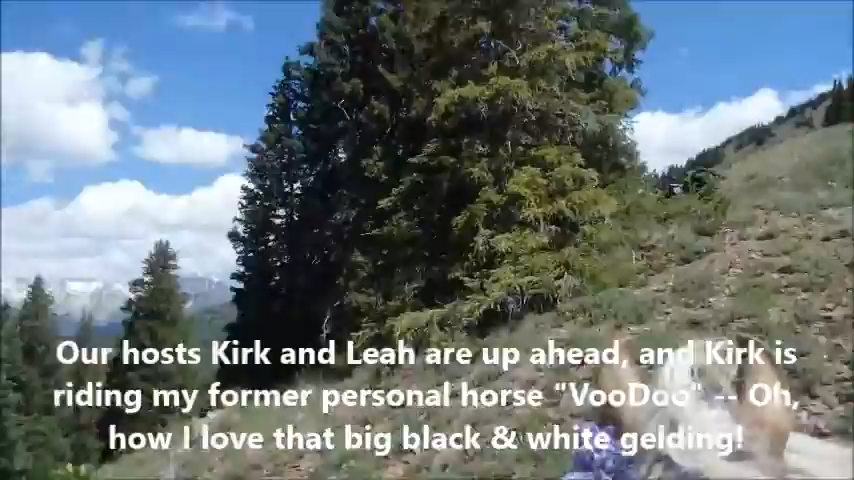 Our hosts Kirk and Leah are up ahead, and Kirk is
riding my former personal horse "VooDoo" -- Oh,
how I love that big black & white gelding!